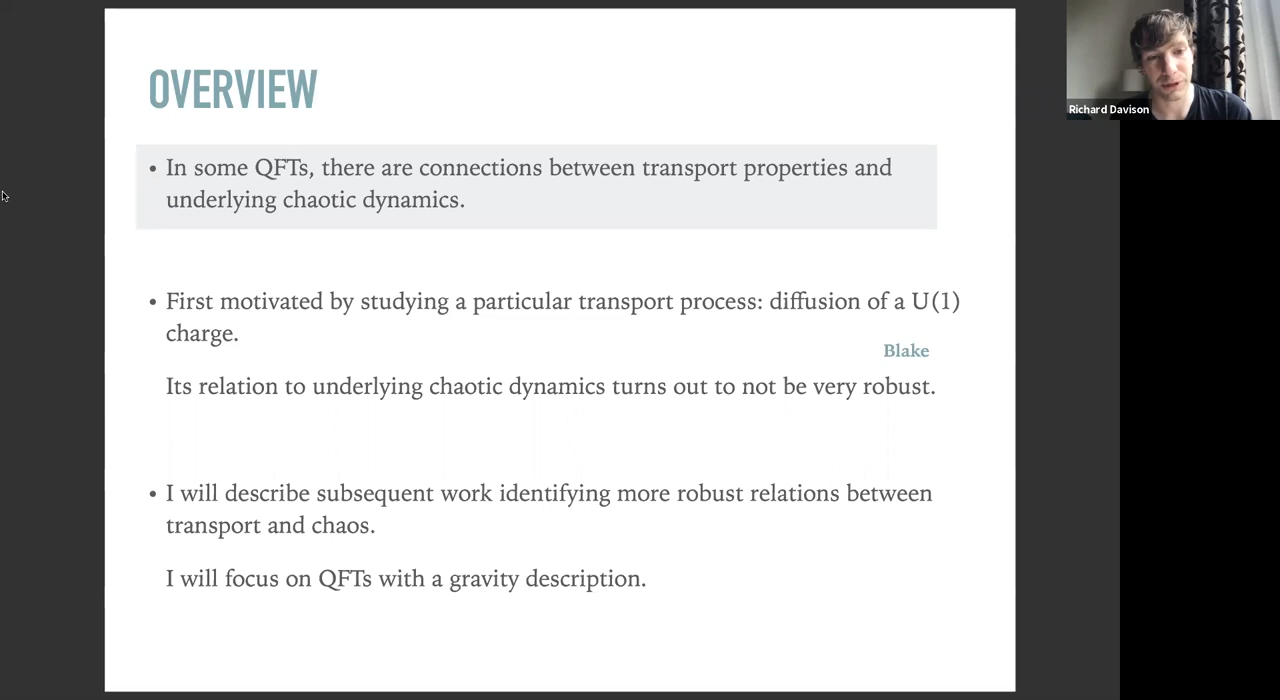 OVERVIEW
• In some QFTs, there are connections between transport properties and
underlying chaotic dynamics.
• First motivated by studying a particular transport process: diffusion of a U(1)
charge.
Blake
Its relation to underlying chaotic dynamics turns out to not be very robust.
• I will describe subsequent work identifying more robust relations between
transport and chaos.
I will focus on QFTs with a gravity description.
Richard Davison